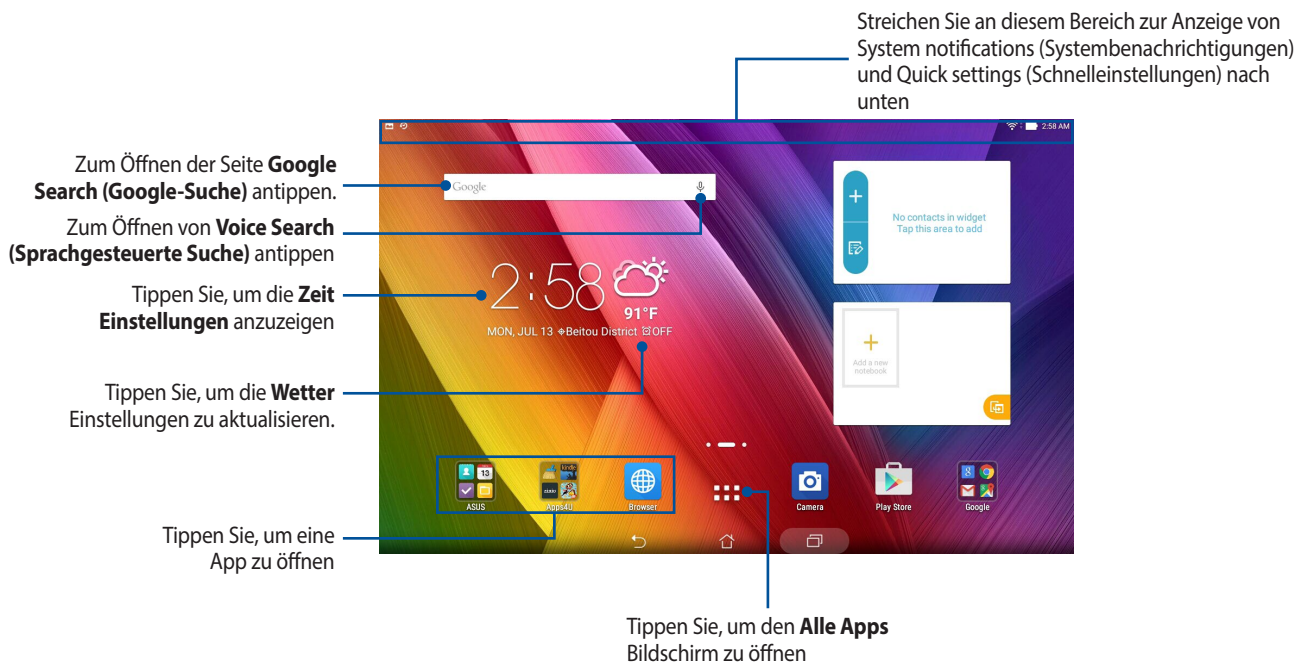 Streichen Sie an diesem Bereich zur Anzeige von
System notifications (Systembenachrichtigungen)
und Quick settings (Schnelleinstellungen) nach
unten
2:58 AM
Zum Öffnen der Seite Google
Search (Google-Suche) antippen.
Google
Zum Öffnen von Voice Search
(Sprachgesteuerte Suche) antippen
No contacts in widget
Tap this area to add
Tippen Sie, um die Zeit
Einstellungen anzuzeigen
2:58
91°F
MON, JUL 13 Beitou District OFF
Add a new
notebook
Tippen Sie, um die Wetter
Einstellungen zu aktualisieren.
13
kindle
zinio
ASUS
Apps4U
Browser
Camera
Play Store
Google
Tippen Sie, um eine
App zu öffnen
Tippen Sie, um den Alle Apps
Bildschirm zu öffnen